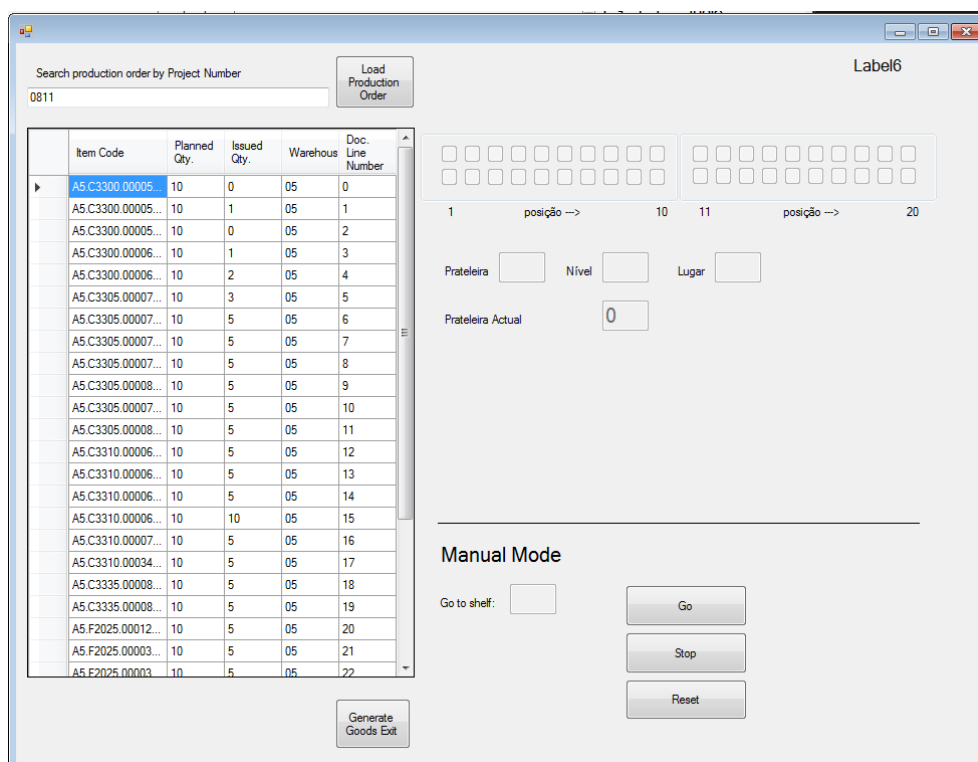 Label6
Search production order by Project Number
Load
Production
Order
0811
Item Code Planned Qty. Issued Qty. Warehous Doc. Line Number
A5.C3300.00005... 10 0 05 0
A5.C3300.00005... 10 1 05 1
A5.C3300.00005... 10 0 05 2
A5.C3300.00006... 10 1 05 3
A5.C3300.00006... 10 2 05 4
A5.C3305.00007... 10 3 05 5
A5.C3305.00007... 10 5 05 6
A5.C3305.00007... 10 5 05 7
A5.C3305.00007... 10 5 05 8
A5.C3305.00008... 10 5 05 9
A5.C3305.00007... 10 5 05 10
A5.C3305.00008... 10 5 05 11
A5.C3310.00006... 10 5 05 12
A5.C3310.00006... 10 5 05 13
A5.C3310.00006... 10 5 05 14
A5.C3310.00006... 10 10 05 15
A5.C3310.00007... 10 5 05 16
A5.C3310.00034... 10 5 05 17
A5.C3335.00008... 10 5 05 18
A5.C3335.00008... 10 5 05 19
A5.F2025.00012... 10 5 05 20
A5.F2025.00003... 10 5 05 21
A5.F2025.00003 10 5 05 22
Generate
Goods Exit
1 posição ---> 10 11 posição ---> 20
Prateleira Nível Lugar
Prateleira Actual 0
Manual Mode
Go to shelf:
Go
Stop
Reset